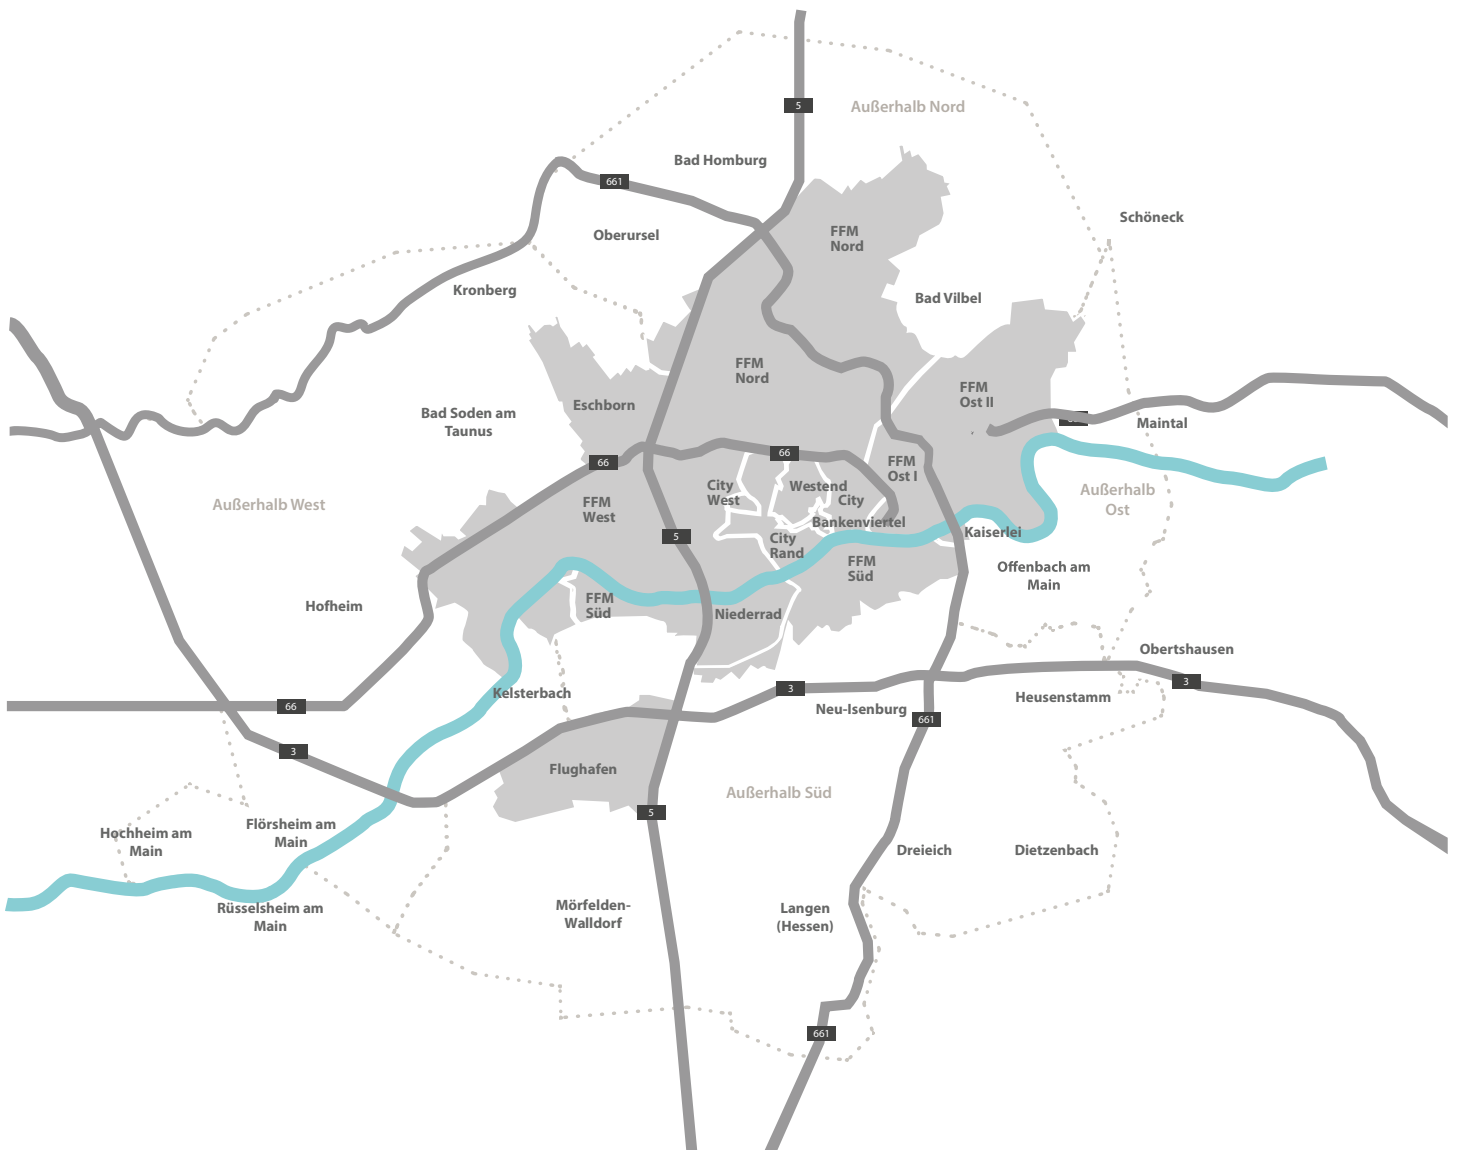 5
Außerhalb Nord
Bad Homburg
661
Schöneck
FFM
Nord
Oberursel
Kronberg
Bad Vilbel
FFM
Nord
FFM
Ost II
Eschborn
Bad Soden am
Taunus
Maintal
66
66
FFM
Ost I
City
West
Westend
City
Außerhalb
Ost
Außerhalb West
FFM
West
Bankenviertel
Kaiserlei
5
City
Rand
FFM
Süd
Offenbach am
Main
Hofheim
FFM
Süd
Niederrad
Obertshausen
Kelsterbach
3
3
Heusenstamm
66
Neu-Isenburg
661
3
Flughafen
Außerhalb Süd
5
Hochheim am
Main
Flörsheim am
Main
Dreieich
Dietzenbach
Rüsselsheim am
Main
Mörfelden-
Walldorf
Langen
(Hessen)
661